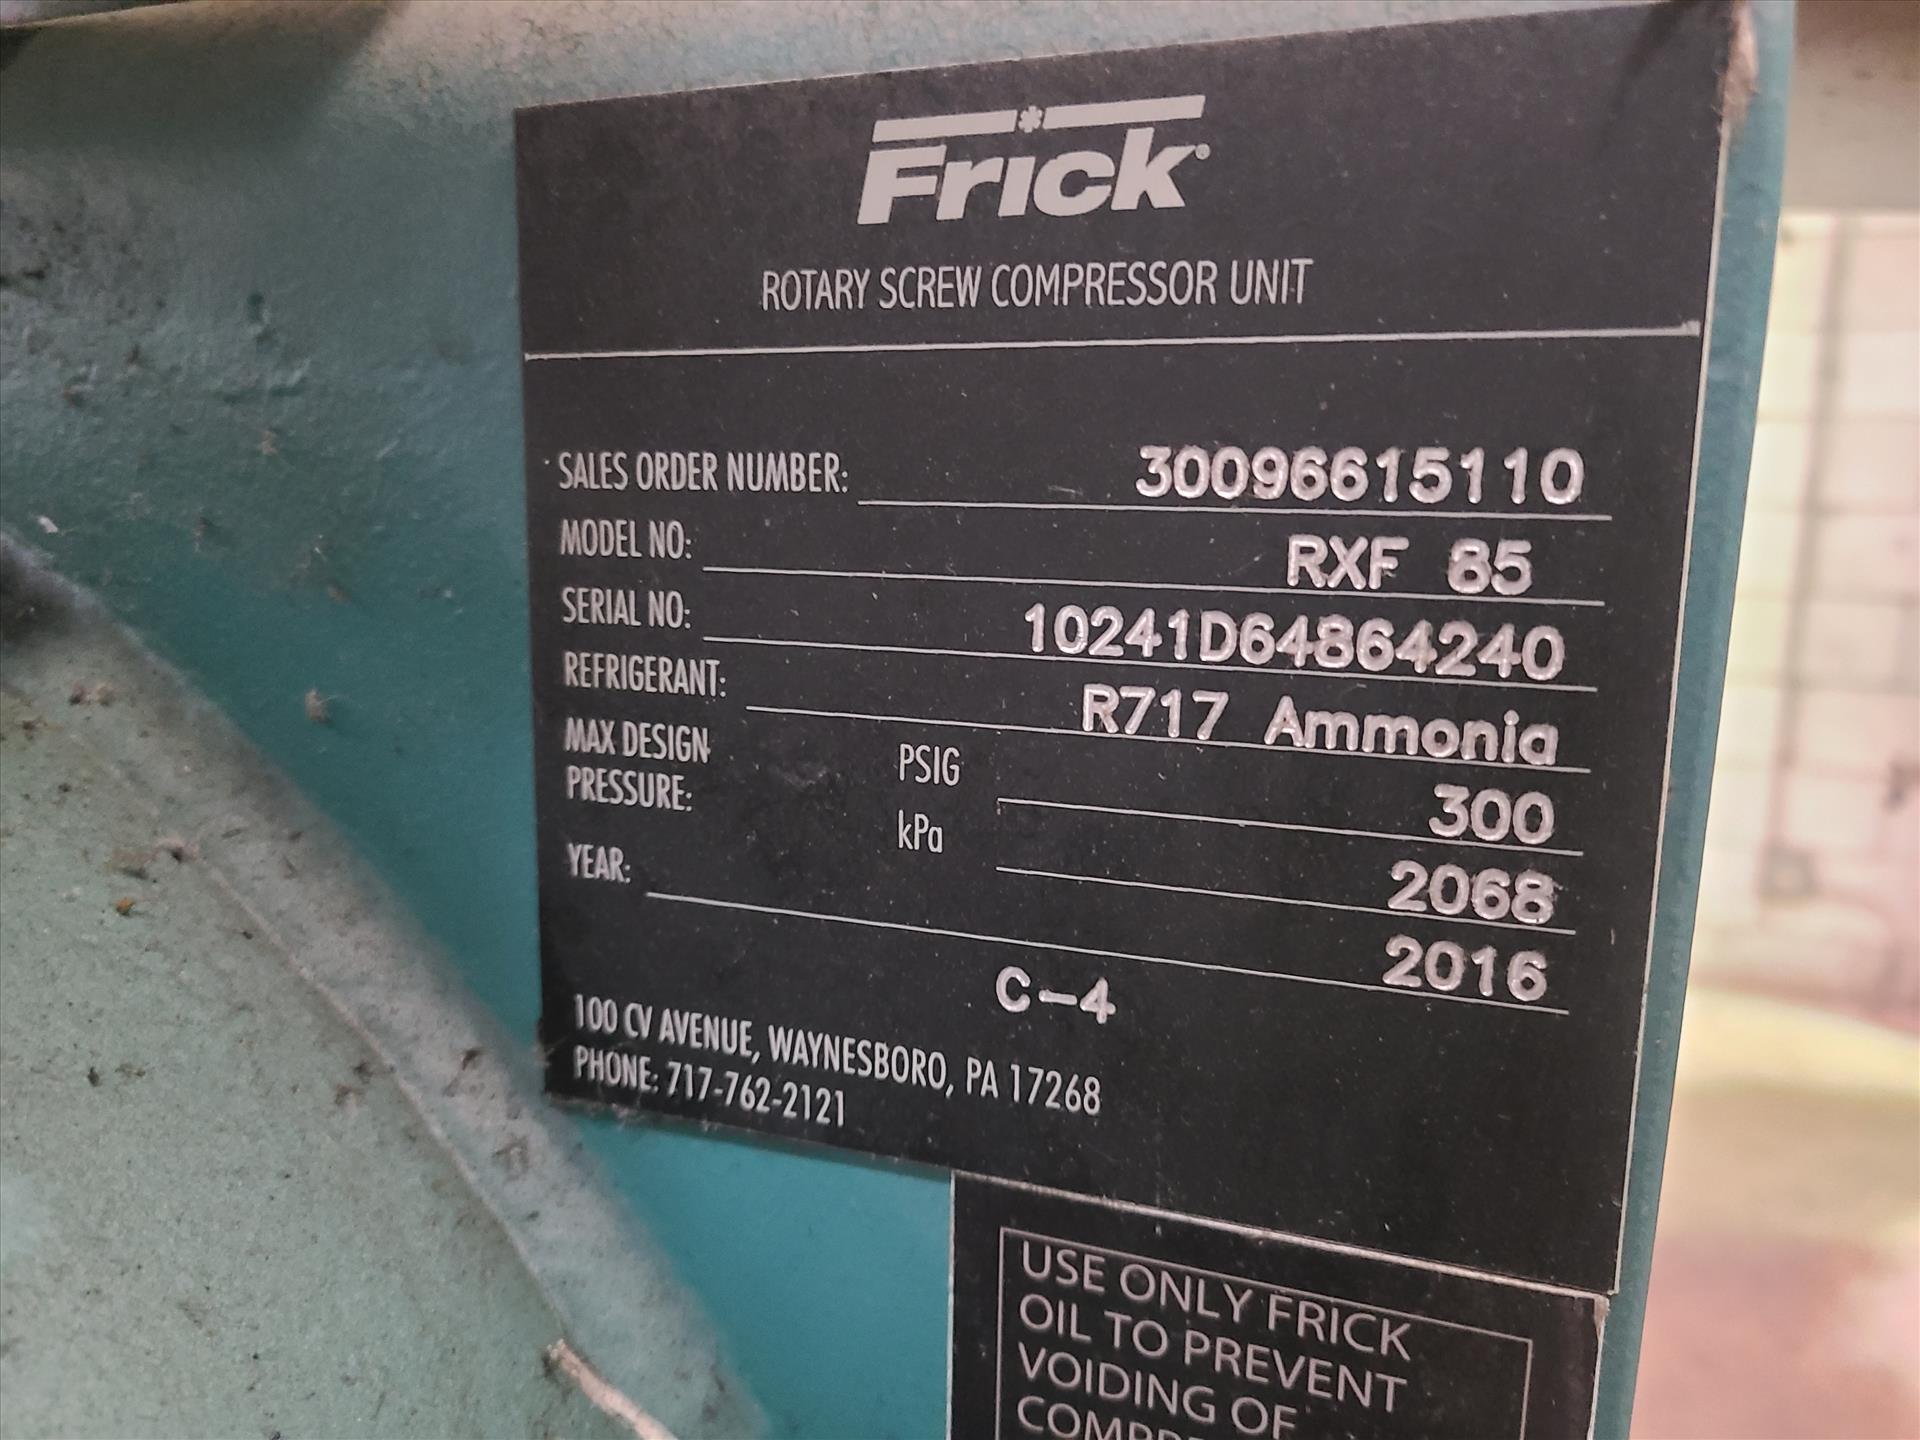 Frick®
ROTARY SCREW COMPRESSOR UNIT
SALES ORDER NUMBER: 30096615110
MODEL NO: RXF 85
SERIAL NO: 10241D64864240
REFRIGERANT: R717 Ammonia
MAX DESIGN PRESSURE: PSIG 300
kPa 2068
YEAR: 2016
C-4
100 CV AVENUE, WAYNESBORO, PA 17268
PHONE: 717-762-2121
USE ONLY FRICK
OIL TO PREVENT
VOIDING OF